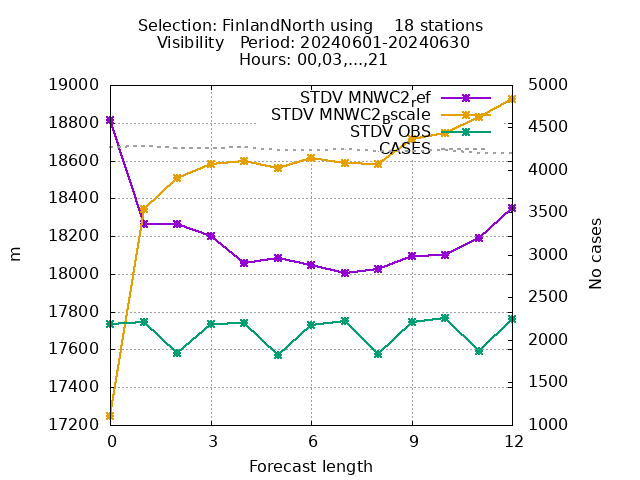 Selection: FinlandNorth using    18 stations
Visibility   Period: 20240601-20240630
Hours: 00,03,...,21
19000
18800
18600
18400
18200
18000
17800
17600
17400
17200
m
STDV MNWC2_ref
STDV MNWC2_Bscale
STDV OBS
CASES
5000
4500
4000
3500
3000
2500
2000
1500
1000
No cases
0 3 6 9 12
Forecast length